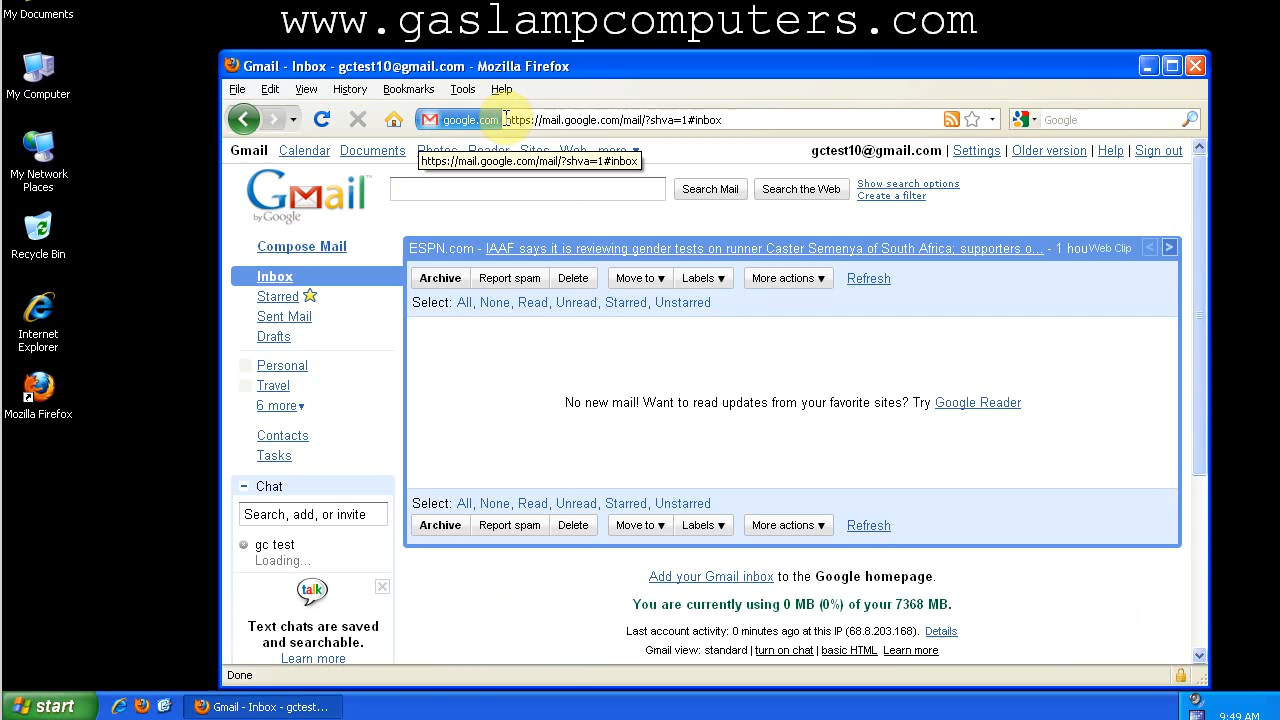 My Documents
www.gaslampcomputers.com
Gmail - Inbox - gctest10@gmail.com - Mozilla Firefox
File Edit View History Bookmarks Tools Help
google.com https://mail.google.com/mail/?shva=1#inbox
Google
Gmail Calendar Documents Photos Reader Sites Web more ▼
gctest10@gmail.com | Settings | Older version | Help | Sign out
https://mail.google.com/mail/?shva=1#inbox
My Computer
Gmail
by Google
TM
Search Mail Search the Web
Show search options
Create a filter
My Network
Places
Recycle Bin
Internet
Explorer
Mozilla Firefox
Compose Mail
Inbox
Starred
Sent Mail
Drafts
Personal
Travel
6 more▼
Contacts
Tasks
− Chat
Search, add, or invite
gc test
Loading...
talk
Text chats are saved
and searchable.
Learn more
ESPN.com - IAAF says it is reviewing gender tests on runner Caster Semenya of South Africa; supporters o... - 1 hou Web Clip < >
Archive Report spam Delete Move to ▼ Labels ▼ More actions ▼ Refresh
Select: All, None, Read, Unread, Starred, Unstarred
No new mail! Want to read updates from your favorite sites? Try Google Reader
Select: All, None, Read, Unread, Starred, Unstarred
Archive Report spam Delete Move to ▼ Labels ▼ More actions ▼ Refresh
Add your Gmail inbox to the Google homepage.
You are currently using 0 MB (0%) of your 7368 MB.
Last account activity: 0 minutes ago at this IP (68.8.203.168). Details
Gmail view: standard | turn on chat | basic HTML Learn more
Done
start
Gmail - Inbox - gctest...
9:49 AM